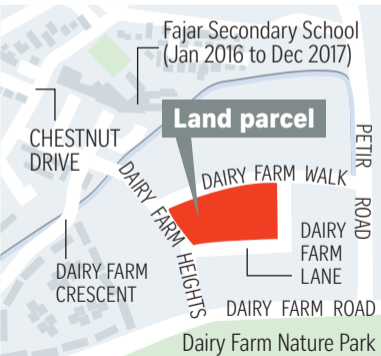 Fajar Secondary School
(Jan 2016 to Dec 2017)
Land parcel
CHESTNUT
DRIVE
DAIRY FARM WALK
PETIR ROAD
DAIRY FARM HEIGHTS
DAIRY
FARM
LANE
DAIRY FARM
CRESCENT
DAIRY FARM ROAD
Dairy Farm Nature Park